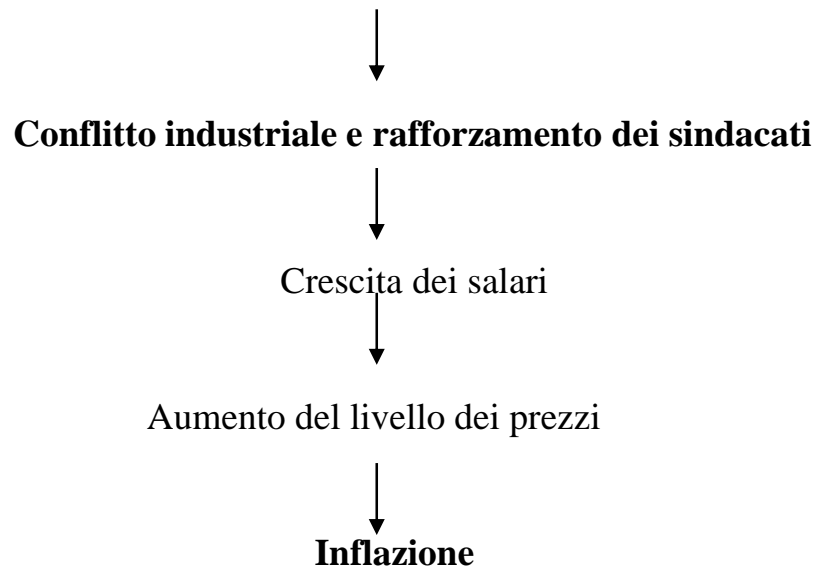 Conflitto industriale e rafforzamento dei sindacati
Crescita dei salari
Aumento del livello dei prezzi
Inflazione